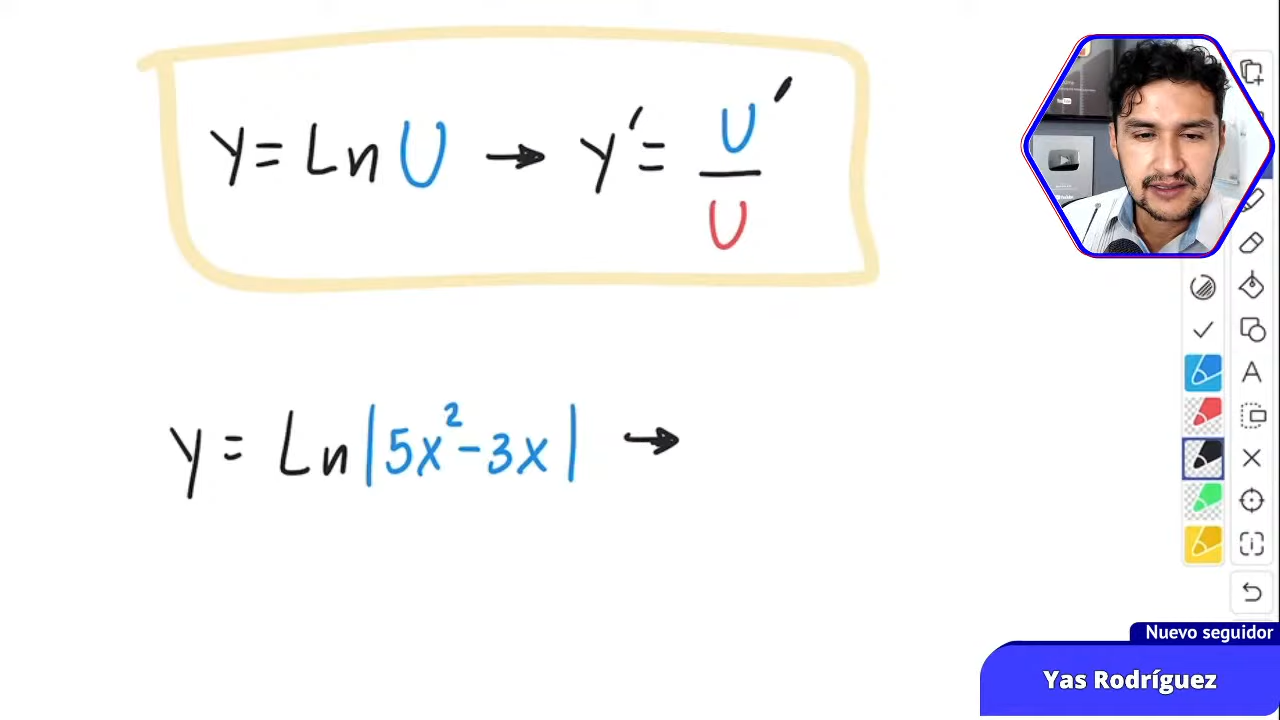 y = Ln U → y' = U' / U
y = Ln |5x² - 3x| →
Nuevo seguidor
Yas Rodríguez